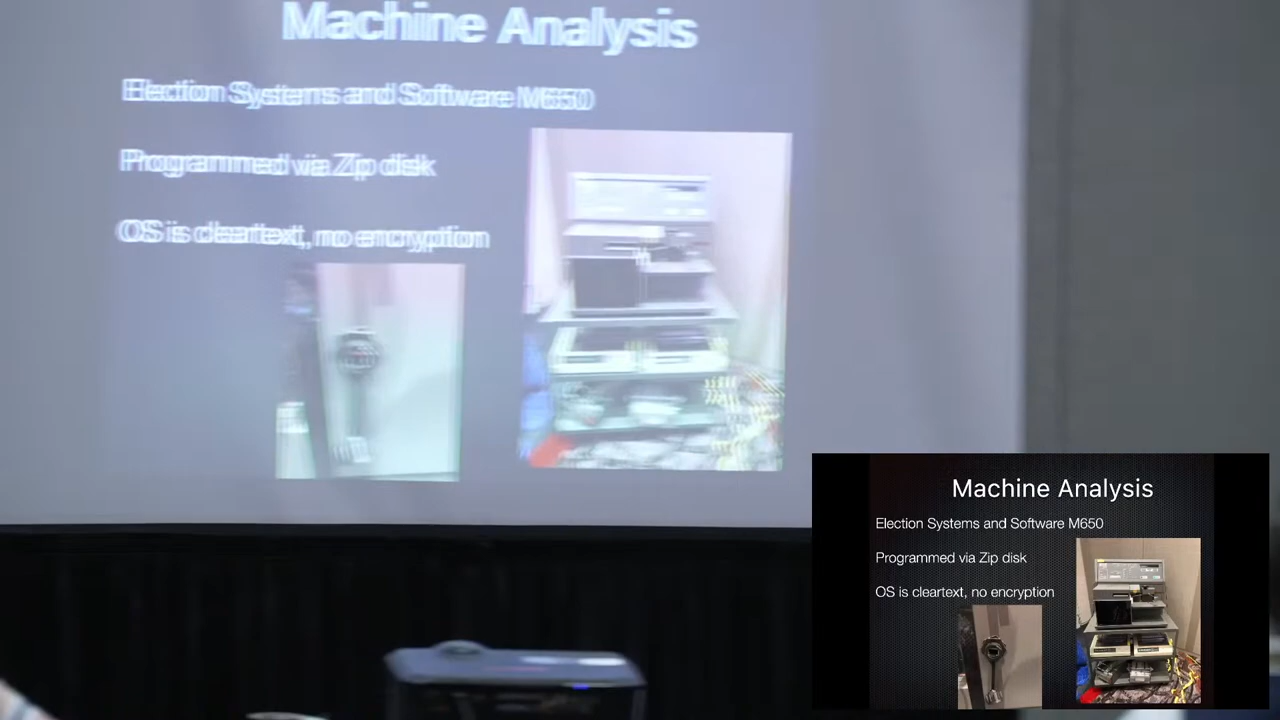 Machine Analysis
Election Systems and Software M650
Programmed via Zip disk
OS is cleartext, no encryption
Machine Analysis
Election Systems and Software M650
Programmed via Zip disk
OS is cleartext, no encryption